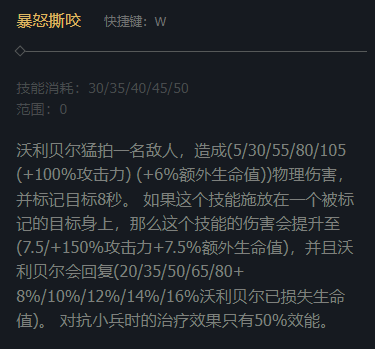 暴怒撕咬 快捷键：W
技能消耗：30/35/40/45/50
范围：0
沃利贝尔猛拍一名敌人，造成(5/30/55/80/105
(+100%攻击力) (+6%额外生命值))物理伤害，
并标记目标8秒。 如果这个技能施放在一个被标
记的目标身上，那么这个技能的伤害会提升至
(7.5/+150%攻击力+7.5%额外生命值)，并且沃
利贝尔会回复(20/35/50/65/80+
8%/10%/12%/14%/16%沃利贝尔已损失生命
值)。 对抗小兵时的治疗效果只有50%效能。